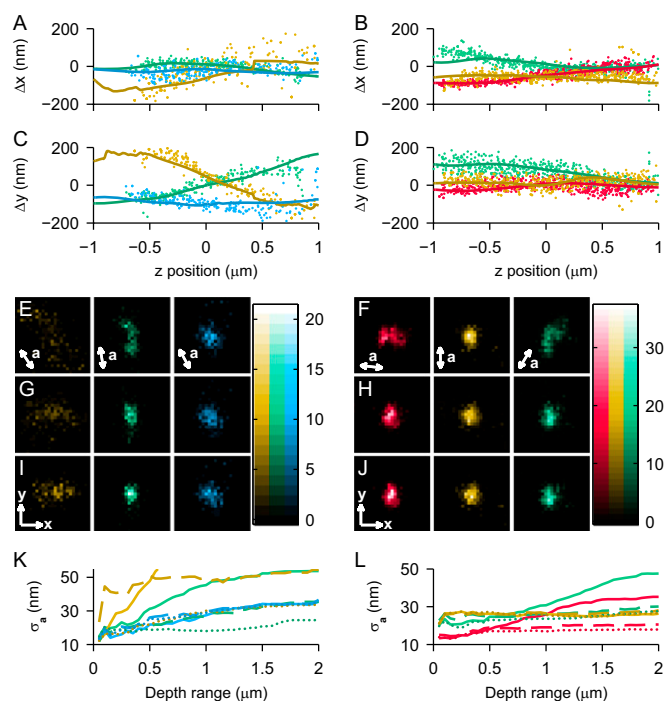 A
B
200
0
−200
Δx (nm)
200
0
−200
Δx (nm)
C
D
200
0
−200
Δy (nm)
200
0
−200
Δy (nm)
−1 −0.5 0 0.5 1
−1 −0.5 0 0.5 1
z position (μm)
z position (μm)
E
a
a
a
G
I
y
x
20
15
10
5
0
F
a
a
a
H
J
y
x
30
20
10
0
K
L
50
30
10
σa (nm)
50
30
10
σa (nm)
0 0.5 1 1.5 2
0 0.5 1 1.5 2
Depth range (μm)
Depth range (μm)